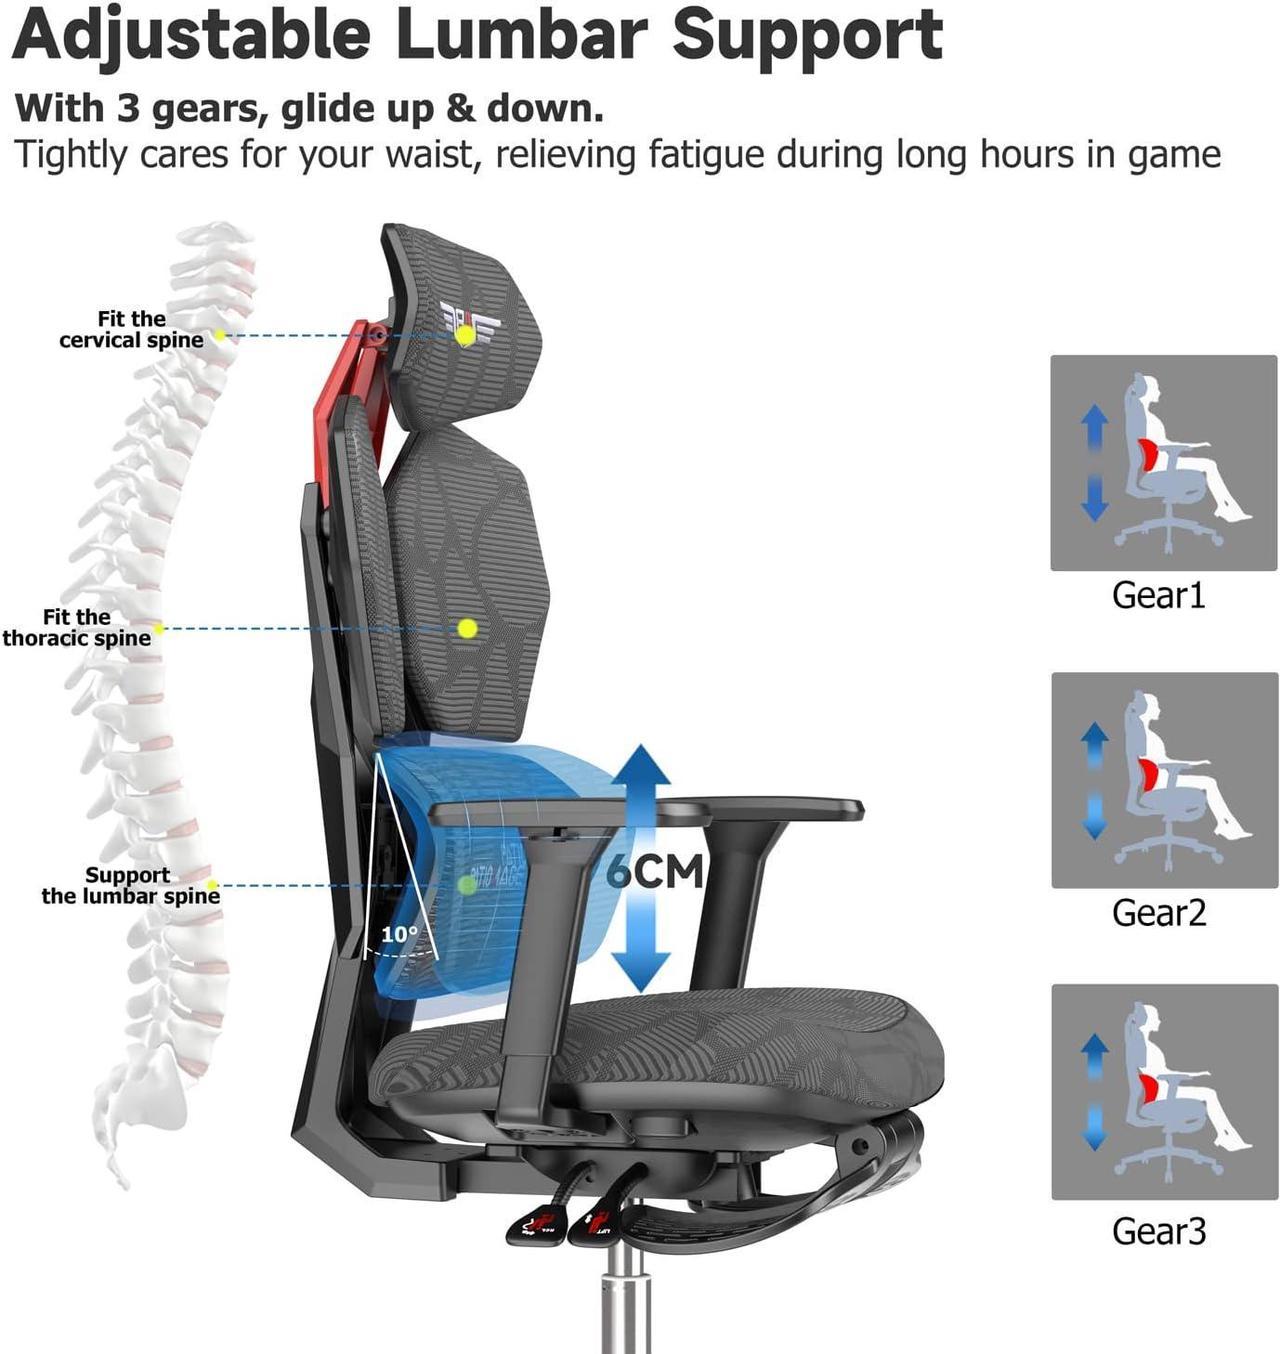 Adjustable Lumbar Support
With 3 gears, glide up & down.
Tightly cares for your waist, relieving fatigue during long hours in game
Fit the
cervical spine
Gear1
Fit the
thoracic spine
Gear2
6CM
Support
the lumbar spine
10°
Gear3
LIFT